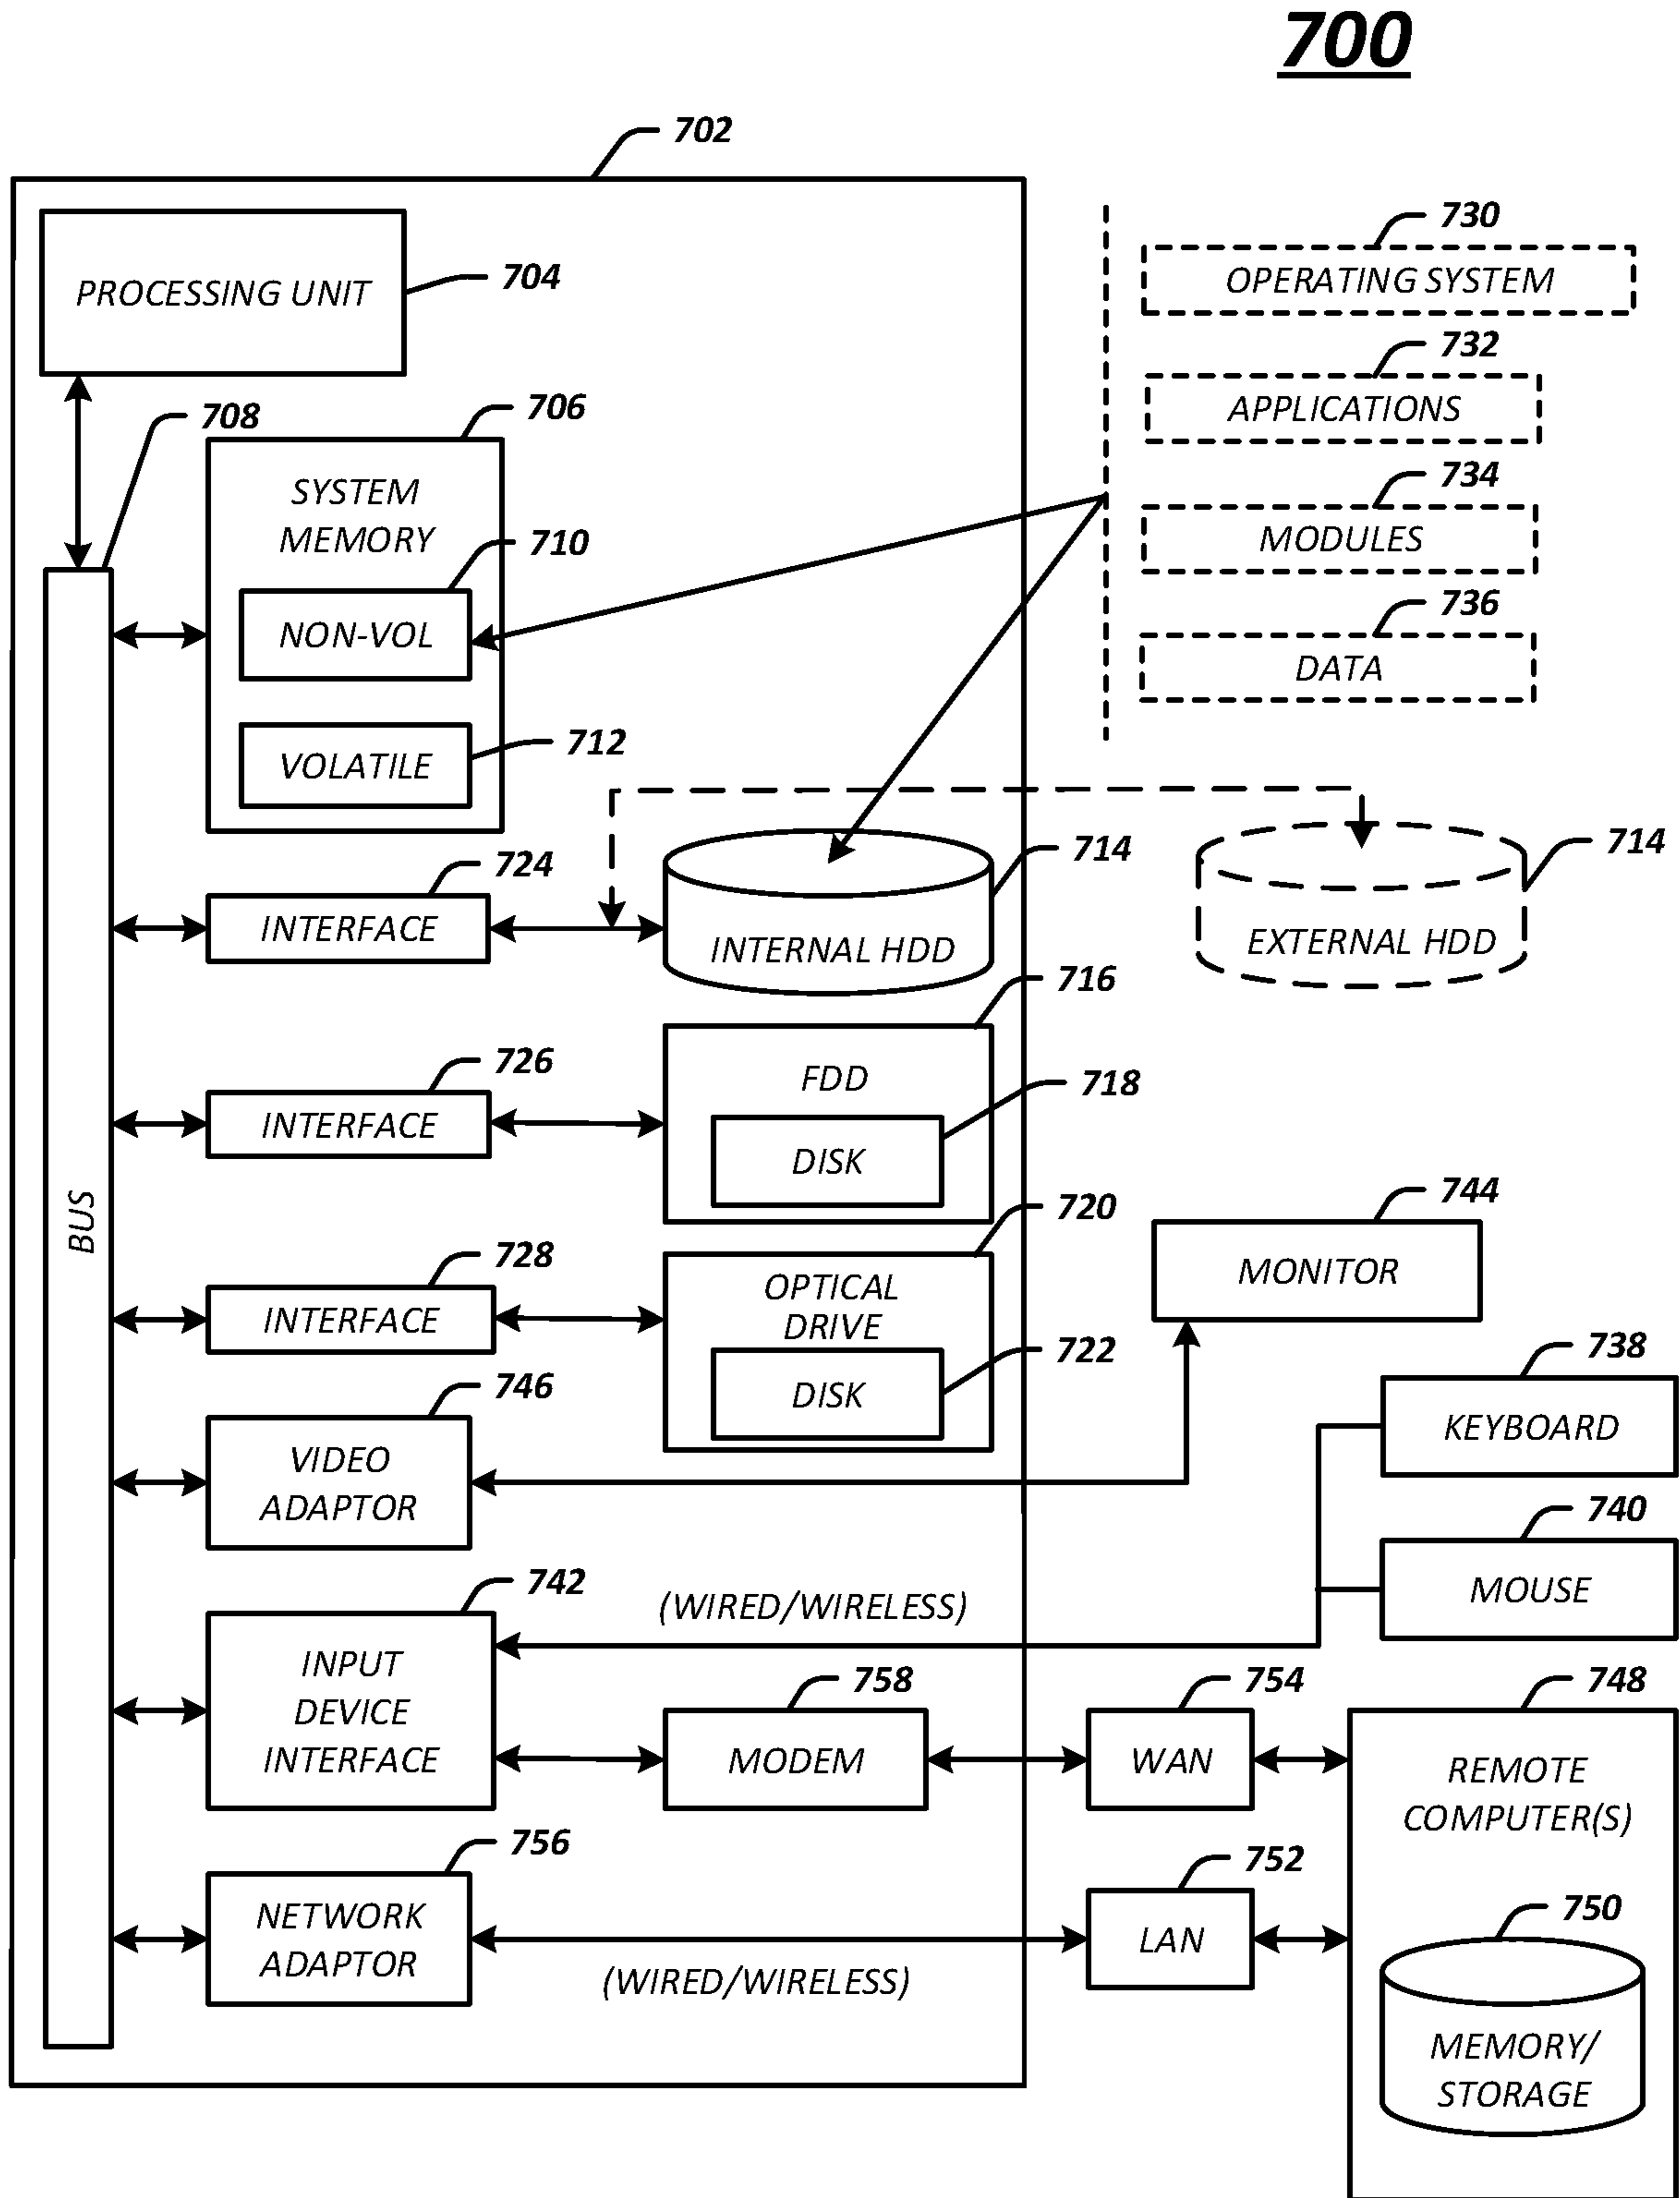 700
702
730
PROCESSING UNIT
704
OPERATING SYSTEM
732
APPLICATIONS
708
706
SYSTEM
MEMORY
734
MODULES
710
NON-VOL
736
DATA
712
VOLATILE
724
INTERFACE
714
INTERNAL HDD
714
EXTERNAL HDD
716
FDD
726
INTERFACE
718
DISK
BUS
720
OPTICAL
DRIVE
744
MONITOR
728
INTERFACE
722
DISK
738
KEYBOARD
746
VIDEO
ADAPTOR
740
MOUSE
742
INPUT
DEVICE
INTERFACE
(WIRED/WIRELESS)
758
MODEM
754
WAN
748
REMOTE
COMPUTER(S)
756
NETWORK
ADAPTOR
752
LAN
(WIRED/WIRELESS)
750
MEMORY/
STORAGE